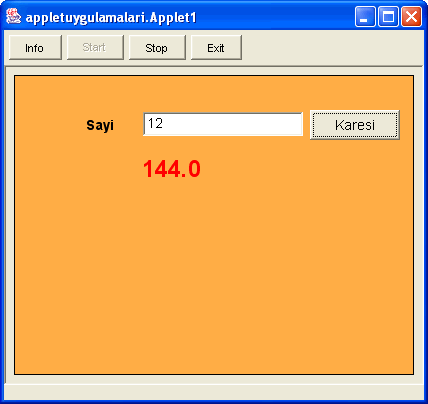 appletuygulamalari.Applet1
Info Start Stop Exit
Sayi 12 Karesi
144.0